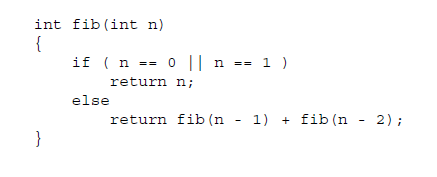 int fib(int n)
{
    if ( n == 0 || n == 1 )
        return n;
    else
        return fib(n - 1) + fib(n - 2);
}